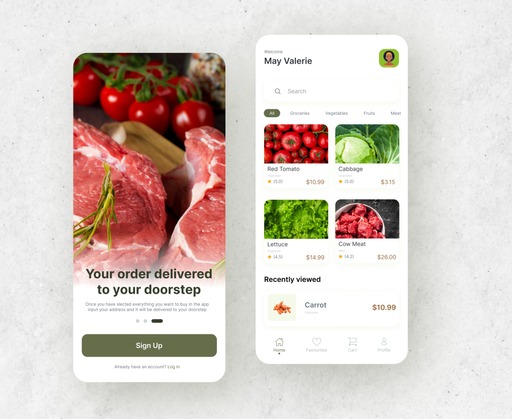 Your order delivered
to your doorstep
Once you have slected everything you want to buy in the app
input your address and it will be delivered to your doorstep
Sign Up
Already have an account? Log in
Welcome
May Valerie
Search
All Groceries Vegetables Fruits Meat
Red Tomato
(5.0) $10.99
Cabbage
(5.0) $3.15
Lettuce
(4.5) $14.99
Cow Meat
(4.2) $26.00
Recently viewed
Carrot
$10.99
Home Favourites Cart Profile